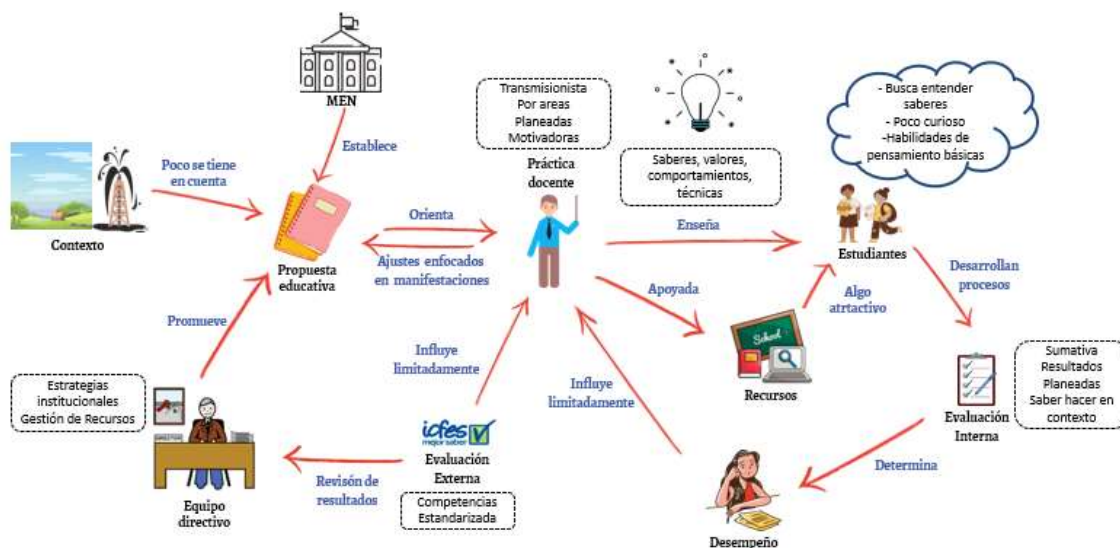 MEN
Establece
Poco se tiene
en cuenta
Contexto
Propuesta
educativa
Orienta
Ajustes enfocados
en manifestaciones
Transmisionista
Por areas
Planeadas
Motivadoras
Práctica
docente
Saberes, valores,
comportamientos,
técnicas
Enseña
- Busca entender
saberes
- Poco curioso
-Habilidades de
pensamiento básicas
Estudiantes
Desarrollan
procesos
Apoyada
School
Recursos
Algo
atrtactivo
Promueve
Estrategias
institucionales
Gestión de Recursos
Equipo
directivo
Influye
limitadamente
icfes
mejor saber
Evaluación
Externa
Competencias
Estandarizada
Revisón de
resultados
Influye
limitadamente
Sumativa
Resultados
Planeadas
Saber hacer en
contexto
Evaluación
Interna
Determina
Desempeño